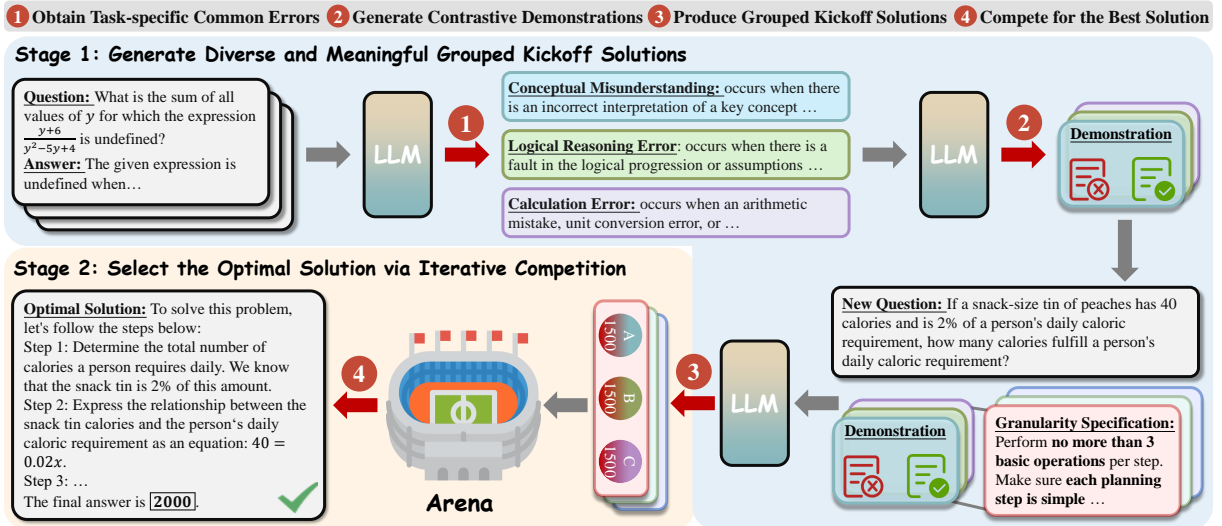 1 Obtain Task-specific Common Errors 2 Generate Contrastive Demonstrations 3 Produce Grouped Kickoff Solutions 4 Compete for the Best Solution
Stage 1: Generate Diverse and Meaningful Grouped Kickoff Solutions
Question: What is the sum of all
values of y for which the expression
y+6
y²−5y+4 is undefined?
Answer: The given expression is
undefined when…
LLM
1
Conceptual Misunderstanding: occurs when there
is an incorrect interpretation of a key concept …
Logical Reasoning Error: occurs when there is a
fault in the logical progression or assumptions …
Calculation Error: occurs when an arithmetic
mistake, unit conversion error, or …
LLM
2
Demonstration
New Question: If a snack-size tin of peaches has 40
calories and is 2% of a person's daily caloric
requirement, how many calories fulfill a person's
daily caloric requirement?
Demonstration
Granularity Specification:
Perform no more than 3
basic operations per step.
Make sure each planning
step is simple …
LLM
3
Stage 2: Select the Optimal Solution via Iterative Competition
A
1500
B
1500
C
1500
Arena
4
Optimal Solution: To solve this problem,
let's follow the steps below:
Step 1: Determine the total number of
calories a person requires daily. We know
that the snack tin is 2% of this amount.
Step 2: Express the relationship between the
snack tin calories and the person‘s daily
caloric requirement as an equation: 40 =
0.02x.
Step 3: …
The final answer is 2000.